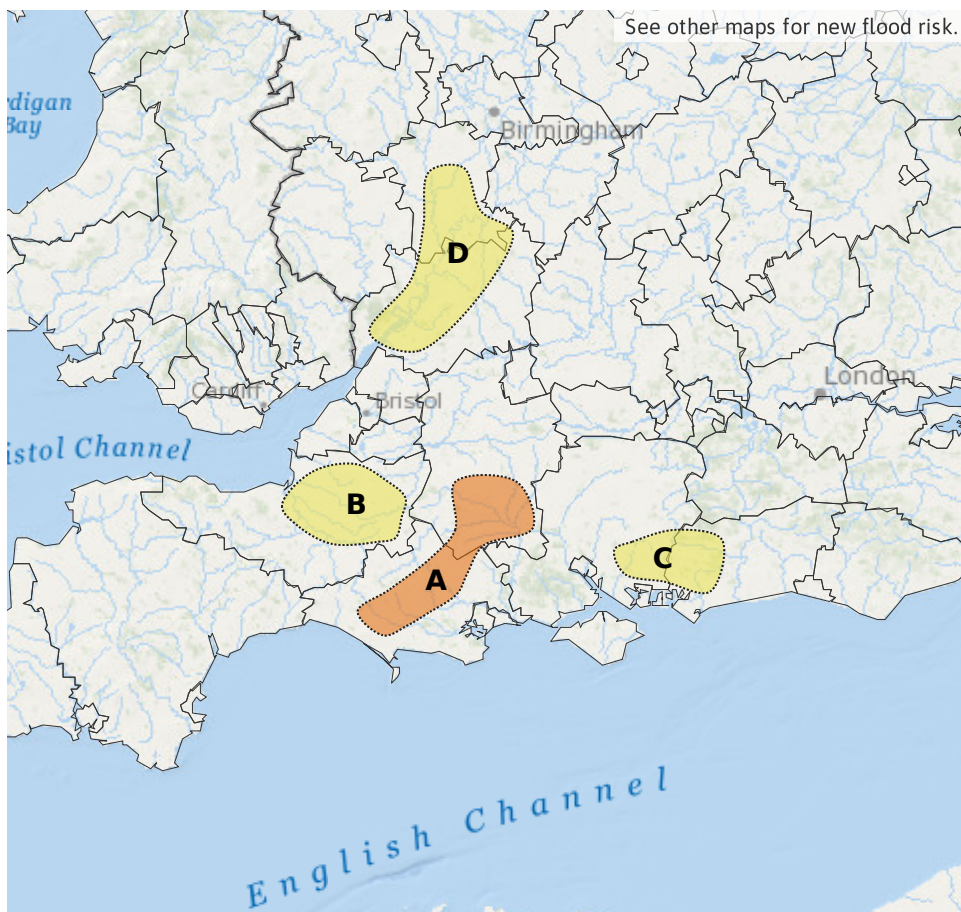 See other maps for new flood risk.
rdigan
Bay
Birmingham
D
London
Cardiff
Bristol
istol Channel
B
A
C
English Channel